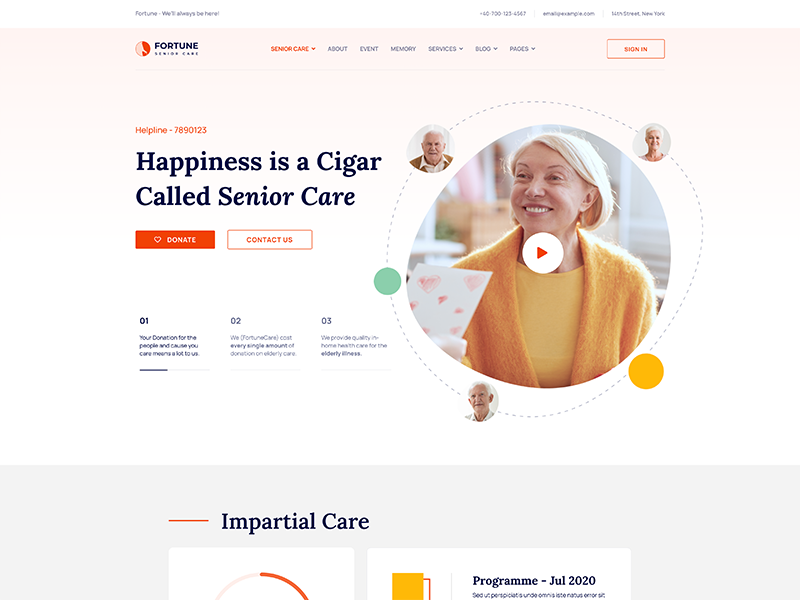 Fortune - We'll always be here!
+40-700-123-4567
email@example.com
14th Street, New York
FORTUNE
SENIOR CARE
SENIOR CARE
ABOUT
EVENT
MEMORY
SERVICES
BLOG
PAGES
SIGN IN
Helpline - 7890123
Happiness is a Cigar
Called Senior Care
DONATE
CONTACT US
01
Your Donation for the
people and cause you
care means a lot to us.
02
We (FortuneCare) cost
every single amount of
donation on elderly care.
03
We provide quality in-
home health care for the
elderly illness.
Impartial Care
Programme - Jul 2020
Sed ut perspiciatis unde omnis iste natus error sit